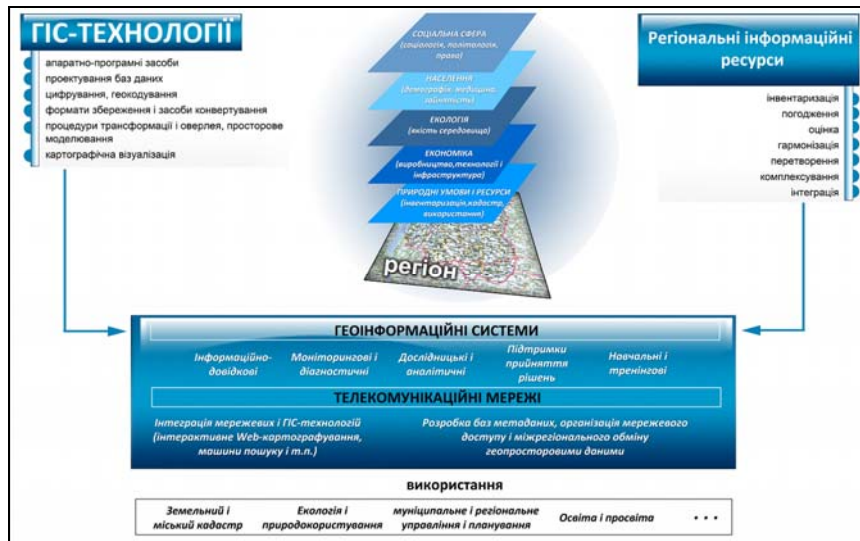 ГІС-ТЕХНОЛОГІЇ
апаратно-програмні засоби
проектування баз даних
цифрування, геокодування
формати збереження і засоби конвертування
процедури трансформації і оверлея, просторове
моделювання
картографічна візуалізація
СОЦІАЛЬНА СФЕРА
(соціологія, політологія,
право)
НАСЕЛЕННЯ
(демографія, медицина,
зайнятість)
ЕКОЛОГІЯ
(якість середовища)
ЕКОНОМІКА
(виробництво,технології і
інфраструктура)
ПРИРОДНІ УМОВИ І РЕСУРСИ
(інвентаризація,кадастр,
використання)
регіон
Регіональні інформаційні
ресурси
інвентаризація
погодження
оцінка
гармонізація
перетворення
комплексування
інтеграція
ГЕОІНФОРМАЦІЙНІ СИСТЕМИ
Інформаційно-
довідкові
Моніторингові і
діагностичні
Дослідницькі і
аналітичні
Підтримки
прийняття
рішень
Навчальні і
тренінгові
ТЕЛЕКОМУНІКАЦІЙНІ МЕРЕЖІ
Інтеграція мережевих і ГІС-технологій
(інтерактивне Web-картографування,
машини пошуку і т.п.)
Розробка баз метаданих, організація мережевого
доступу і міжрегіонального обміну
геопросторовими даними
використання
Земельний і
міський кадастр
Екологія і
природокористування
муніципальне і регіональне
управління і планування
Освіта і просвіта
. . .